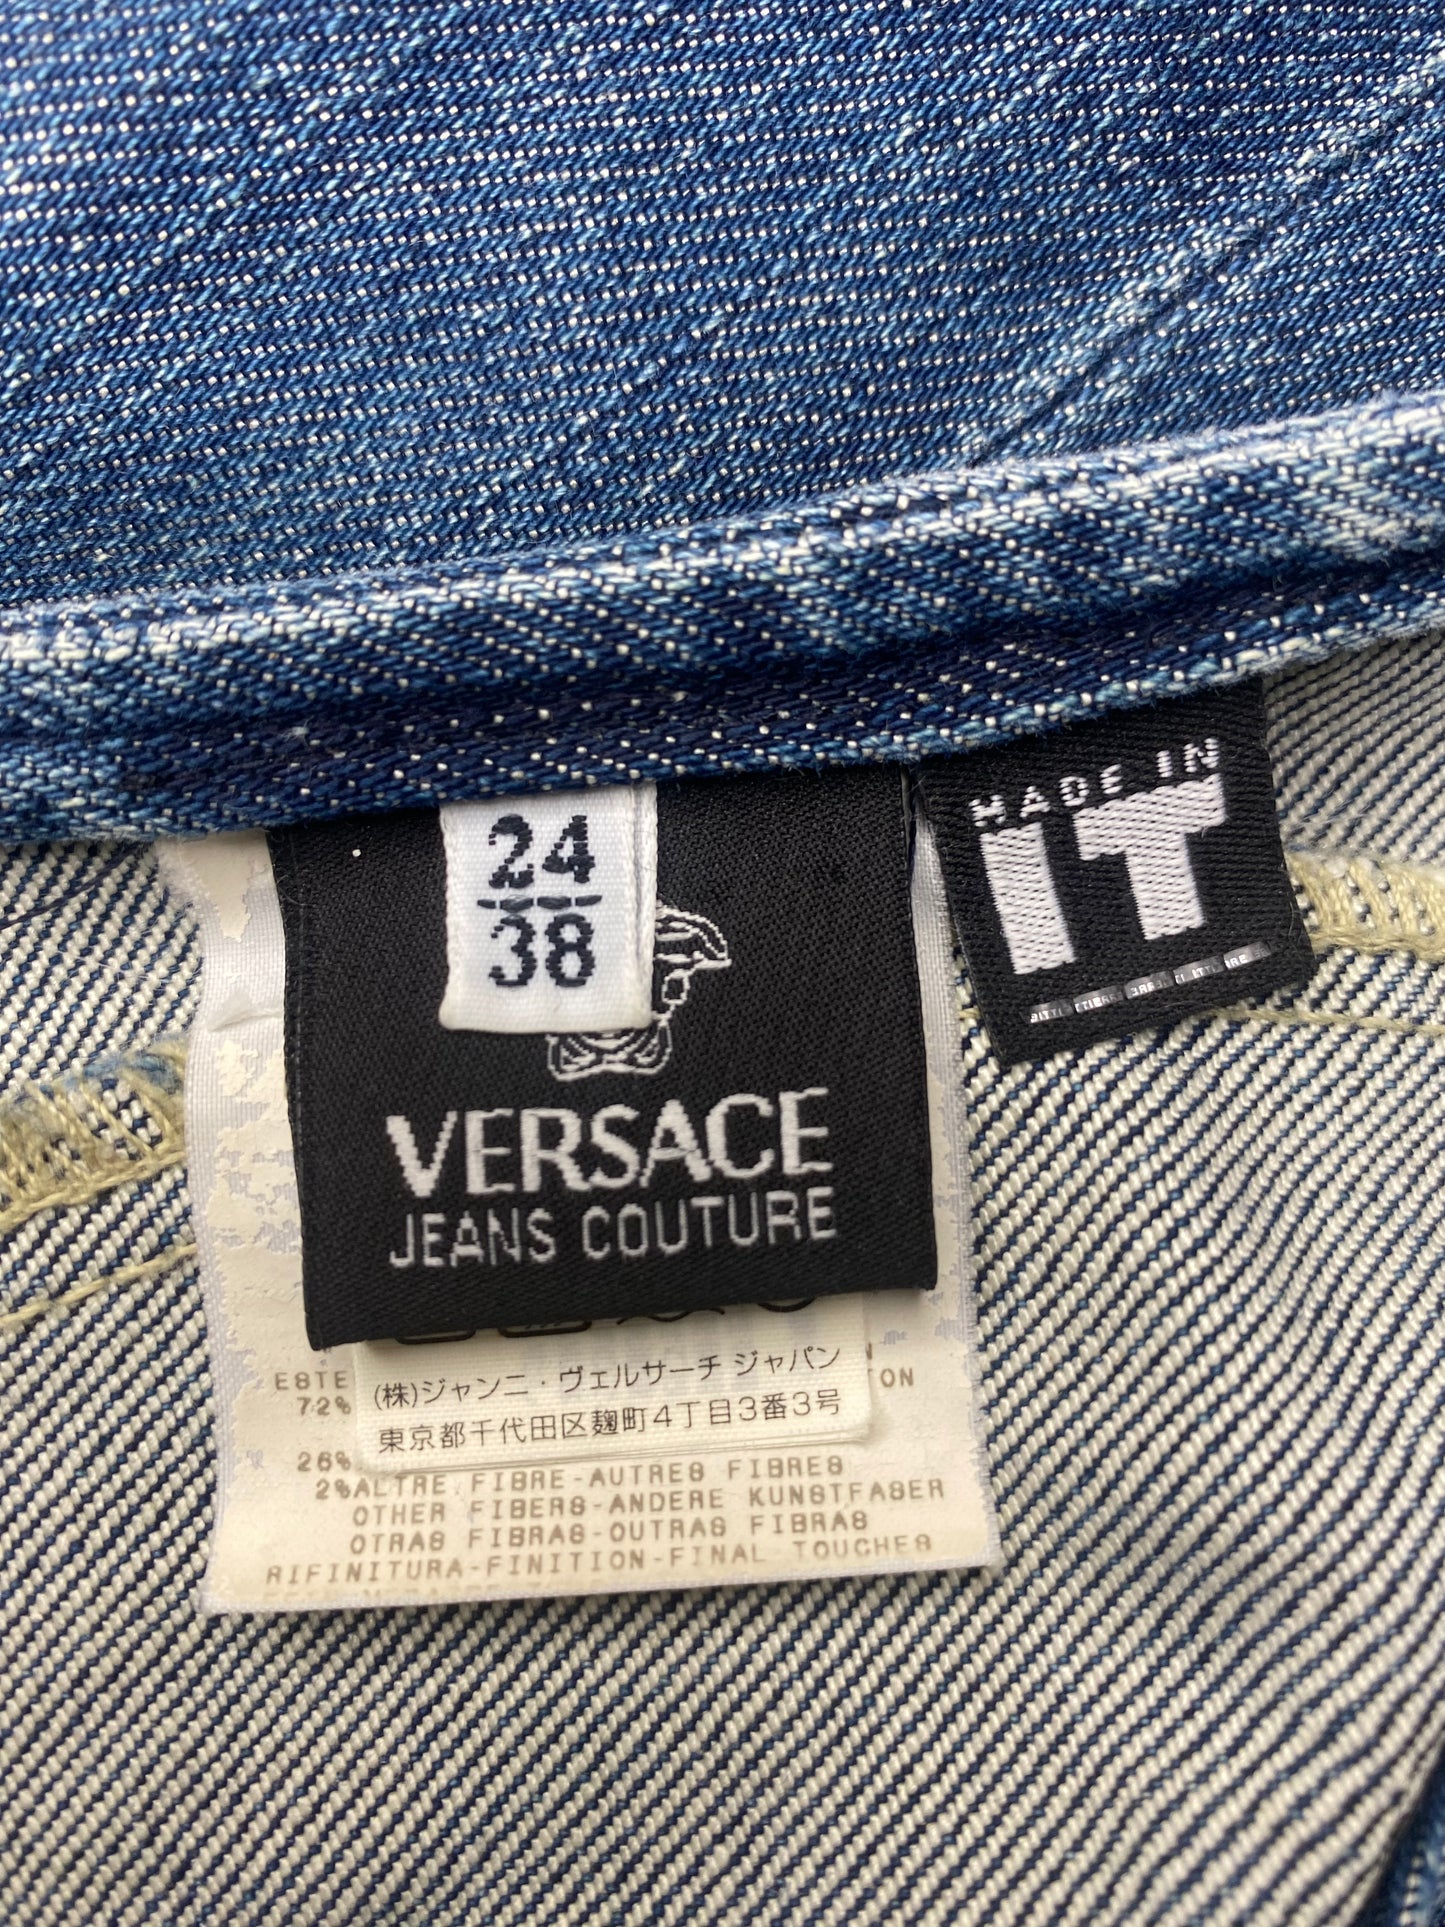 24
38
VERSACE
JEANS COUTURE
MADE IN
IT
(株)ジャンニ・ヴェルサーチ ジャパン
東京都千代田区麹町4丁目3番3号
ESTE
72%
TON
26%
2%ALTRE FIBRE-AUTRES FIBRES
OTHER FIBERS-ANDERE KUNSTFASER
OTRAS FIBRAS-OUTRAS FIBRAS
RIFINITURA-FINITION-FINAL TOUCHES